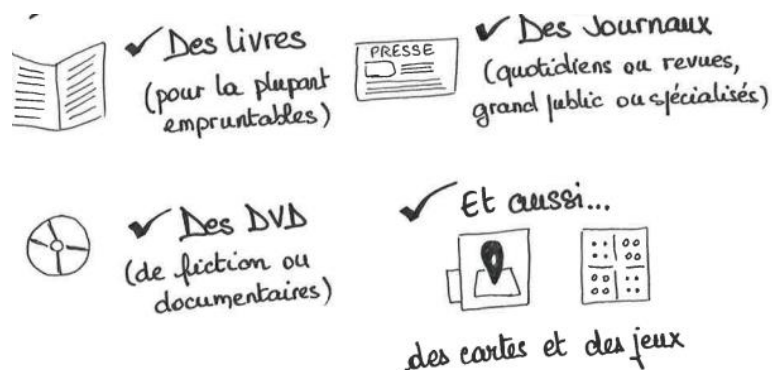 Des livres
(pour la plupart
empruntables)
PRESSE
Des Journaux
(quotidiens ou revues,
grand public ou spécialisés)
Des DVD
(de fiction ou
documentaires)
Et aussi...
des cartes et des jeux